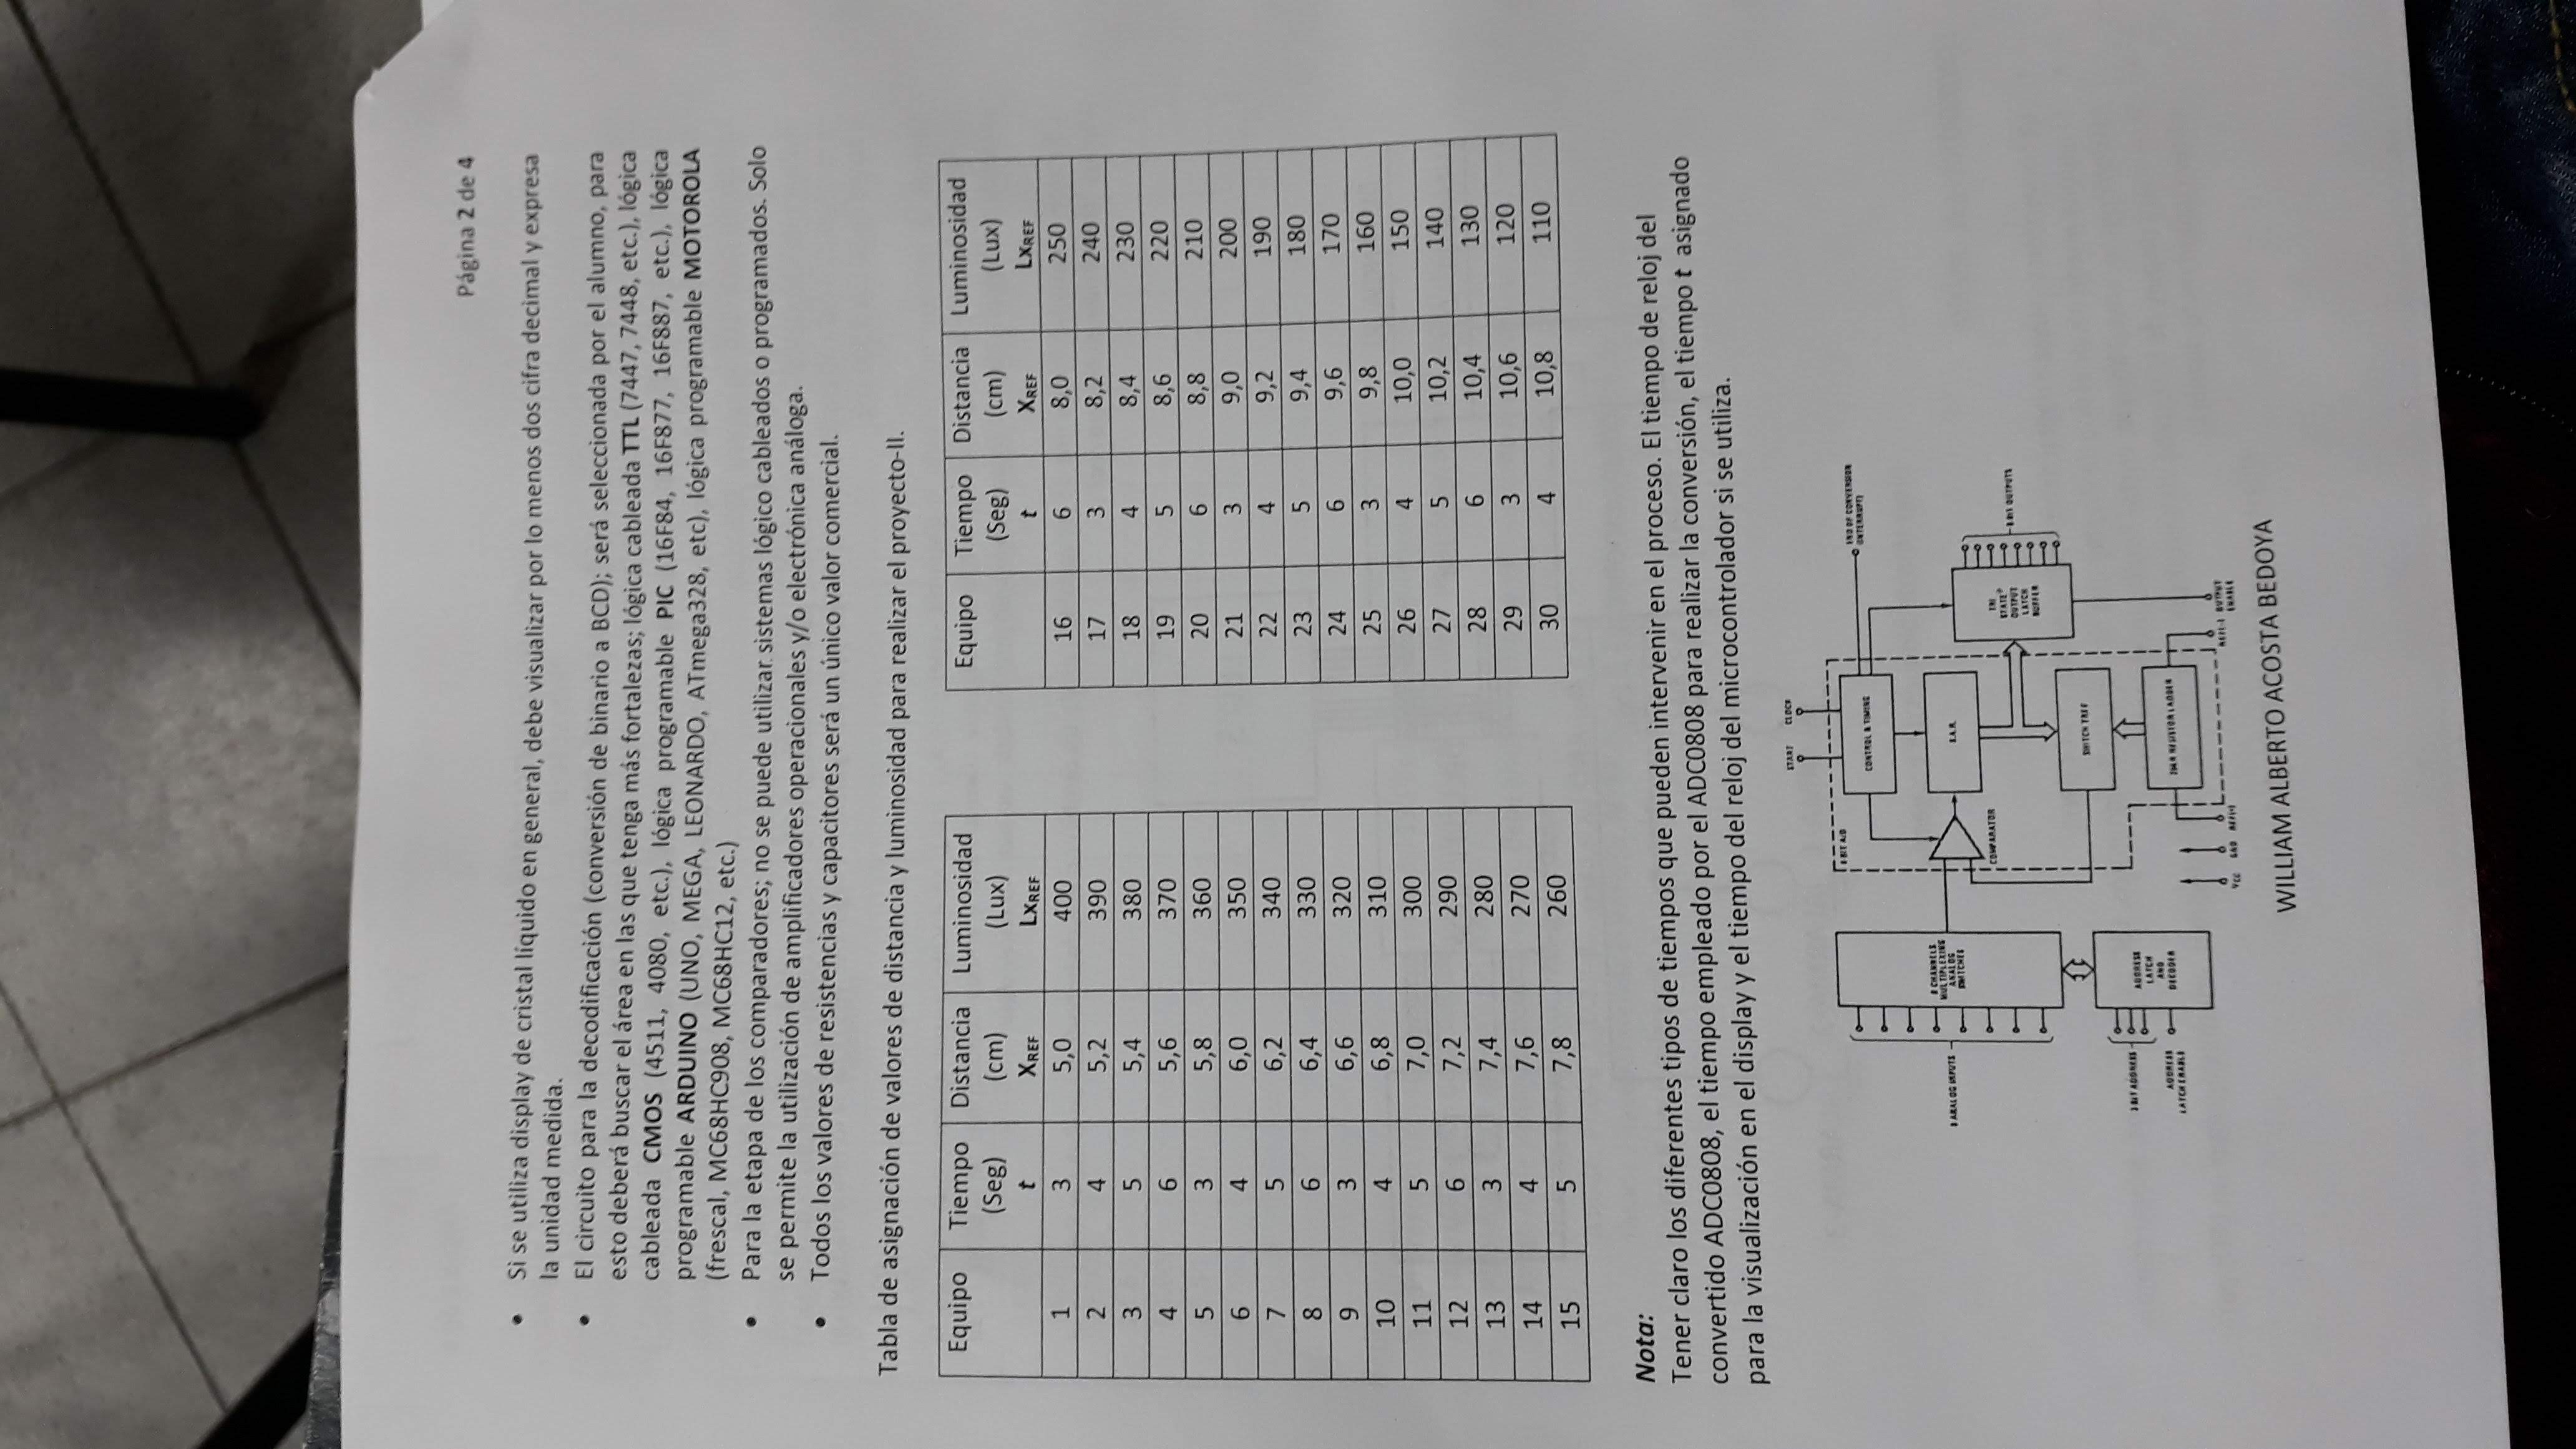 Página 2 de 4
• Si se utiliza display de cristal líquido en general, debe visualizar por lo menos dos cifra decimal y expresa
la unidad medida.
• El circuito para la decodificación (conversión de binario a BCD); será seleccionada por el alumno, para
esto deberá buscar el área en las que tenga más fortalezas; lógica cableada TTL (7447, 7448, etc.), lógica
cableada CMOS (4511, 4080, etc.), lógica programable PIC (16F84, 16F877, 16F887, etc.), lógica
programable ARDUINO (UNO, MEGA, LEONARDO, ATmega328, etc), lógica programable MOTOROLA
(frescal, MC68HC908, MC68HC12, etc.)
• Para la etapa de los comparadores; no se puede utilizar sistemas lógico cableados o programados. Solo
se permite la utilización de amplificadores operacionales y/o electrónica análoga.
• Todos los valores de resistencias y capacitores será un único valor comercial.
Tabla de asignación de valores de distancia y luminosidad para realizar el proyecto-II.
Equipo Tiempo Distancia Luminosidad
(Seg) (cm) (Lux)
t XREF LXREF
1 3 5,0 400
2 4 5,2 390
3 5 5,4 380
4 6 5,6 370
5 3 5,8 360
6 4 6,0 350
7 5 6,2 340
8 6 6,4 330
9 3 6,6 320
10 4 6,8 310
11 5 7,0 300
12 6 7,2 290
13 3 7,4 280
14 4 7,6 270
15 5 7,8 260
Equipo Tiempo Distancia Luminosidad
(Seg) (cm) (Lux)
t XREF LXREF
16 6 8,0 250
17 3 8,2 240
18 4 8,4 230
19 5 8,6 220
20 6 8,8 210
21 3 9,0 200
22 4 9,2 190
23 5 9,4 180
24 6 9,6 170
25 3 9,8 160
26 4 10,0 150
27 5 10,2 140
28 6 10,4 130
29 3 10,6 120
30 4 10,8 110
Nota:
Tener claro los diferentes tipos de tiempos que pueden intervenir en el proceso. El tiempo de reloj del
convertido ADC0808, el tiempo empleado por el ADC0808 para realizar la conversión, el tiempo t asignado
para la visualización en el display y el tiempo del reloj del microcontrolador si se utiliza.
START CLOCK
8 BIT A/D
CONTROL & TIMING
END OF CONVERSION
(INTERRUPT)
8 ANALOG INPUTS
8 CHANNELS
MULTIPLEXING
ANALOG
SWITCHES
S.A.R.
COMPARATOR
TRI
STATE
OUTPUT
LATCH
BUFFER
8 BIT OUTPUTS
SWITCH TREE
3 BIT ADDRESS
ADDRESS
LATCH ENABLE
ADDRESS
LATCH
AND
DECODER
256 R RESISTOR LADDER
VCC GND REF(+) REF(-) OUTPUT
ENABLE
WILLIAM ALBERTO ACOSTA BEDOYA